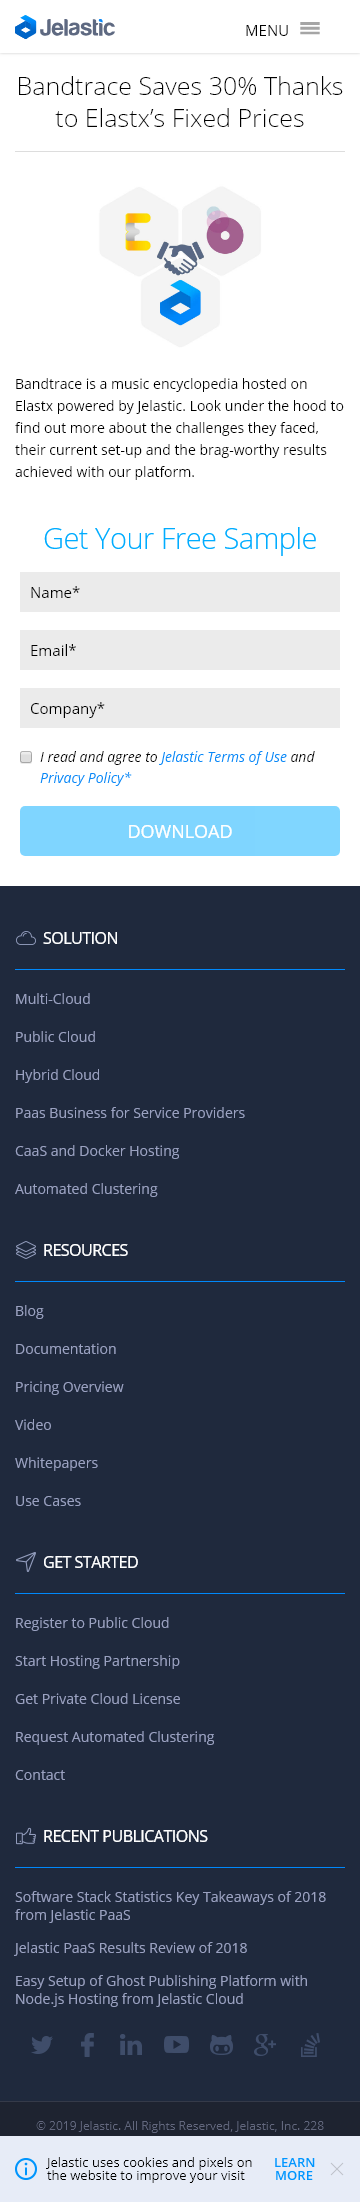 Jelastic
MENU
Bandtrace Saves 30% Thanks
to Elastx’s Fixed Prices
Bandtrace is a music encyclopedia hosted on
Elastx powered by Jelastic. Look under the hood to
find out more about the challenges they faced,
their current set-up and the brag-worthy results
achieved with our platform.
Get Your Free Sample
Name*
Email*
Company*
I read and agree to Jelastic Terms of Use and
Privacy Policy*
DOWNLOAD
SOLUTION
Multi-Cloud
Public Cloud
Hybrid Cloud
Paas Business for Service Providers
CaaS and Docker Hosting
Automated Clustering
RESOURCES
Blog
Documentation
Pricing Overview
Video
Whitepapers
Use Cases
GET STARTED
Register to Public Cloud
Start Hosting Partnership
Get Private Cloud License
Request Automated Clustering
Contact
RECENT PUBLICATIONS
Software Stack Statistics Key Takeaways of 2018
from Jelastic PaaS
Jelastic PaaS Results Review of 2018
Easy Setup of Ghost Publishing Platform with
Node.js Hosting from Jelastic Cloud
© 2019 Jelastic. All Rights Reserved, Jelastic, Inc. 228
Jelastic uses cookies and pixels on
the website to improve your visit
LEARN
MORE